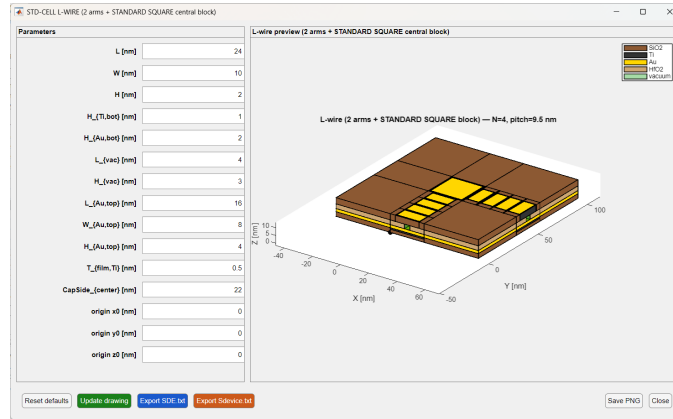 STD-CELL L-WIRE (2 arms + STANDARD SQUARE central block)
Parameters
L [nm] 24
W [nm] 10
H [nm] 2
H_{Ti,bot} [nm] 1
H_{Au,bot} [nm] 2
L_{vac} [nm] 4
H_{vac} [nm] 3
L_{Au,top} [nm] 16
W_{Au,top} [nm] 8
H_{Au,top} [nm] 4
T_{film,Ti} [nm] 0.5
CapSide_{center} [nm] 22
origin x0 [nm] 0
origin y0 [nm] 0
origin z0 [nm] 0
L-wire preview (2 arms + STANDARD SQUARE central block)
SiO2
Ti
Au
HfO2
vacuum
L-wire (2 arms + STANDARD SQUARE block) — N=4, pitch=9.5 nm
Z [nm]
10
5
0
-40
-20
0
20
40
60
X [nm]
-50
0
50
100
Y [nm]
Reset defaults Update drawing Export SDE txt Export Sdevice txt Save PNG Close